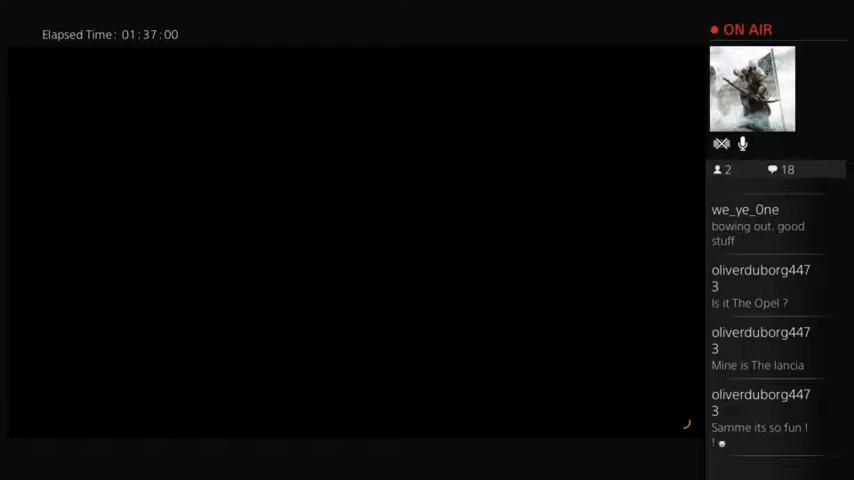 Elapsed Time: 01:37:00
ON AIR
2
18
we_ye_0ne
bowing out. good
stuff
oliverduborg447
3
Is it The Opel ?
oliverduborg447
3
Mine is The lancia
oliverduborg447
3
Samme its so fun !
!